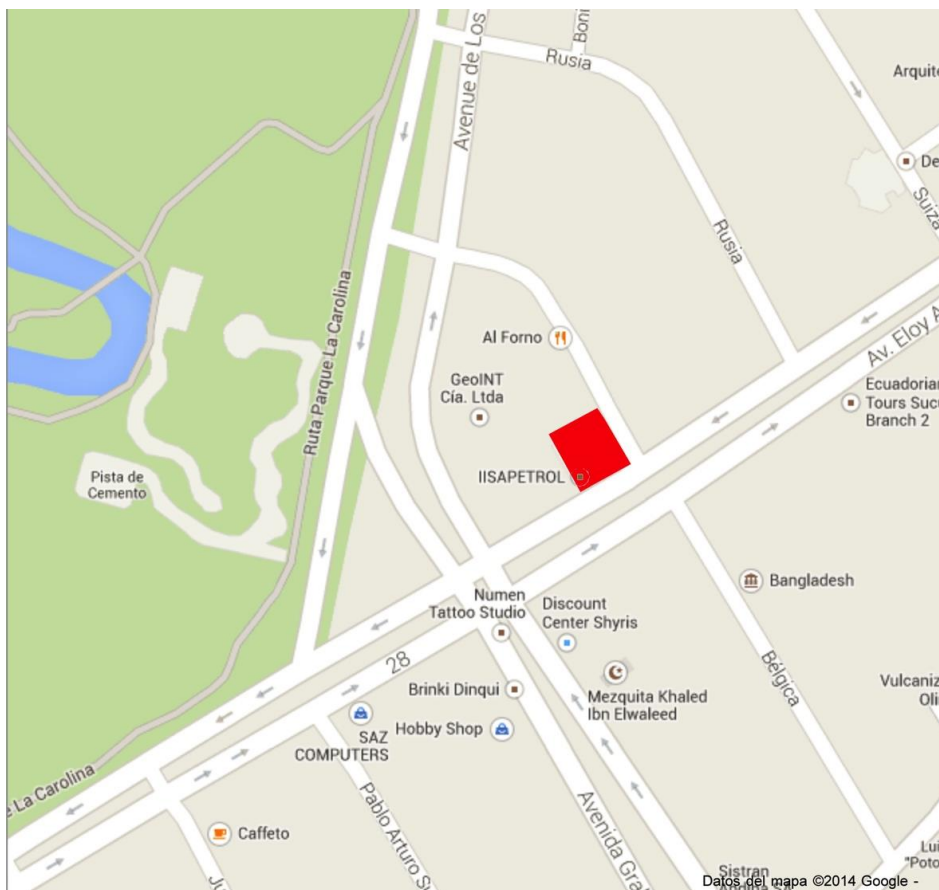 Boni
Rusia
Avenue de Los
Arquite
De
Suiza
Rusia
Al Forno
Av. Eloy A
GeoINT
Cía. Ltda
Ecuadorian
Tours Sucu
Branch 2
Ruta Parque La Carolina
IISAPETROL
Pista de
Cemento
Bangladesh
Numen
Tattoo Studio
Discount
Center Shyris
28
Bélgica
Mezquita Khaled
Ibn Elwaleed
Vulcaniz
Oli
Brinki Dinqui
Hobby Shop
SAZ
COMPUTERS
e La Carolina
Pablo Arturo Su
Avenida Gra
Caffeto
Ju
Lui
"Poto
Sistran
Datos del mapa ©2014 Google -